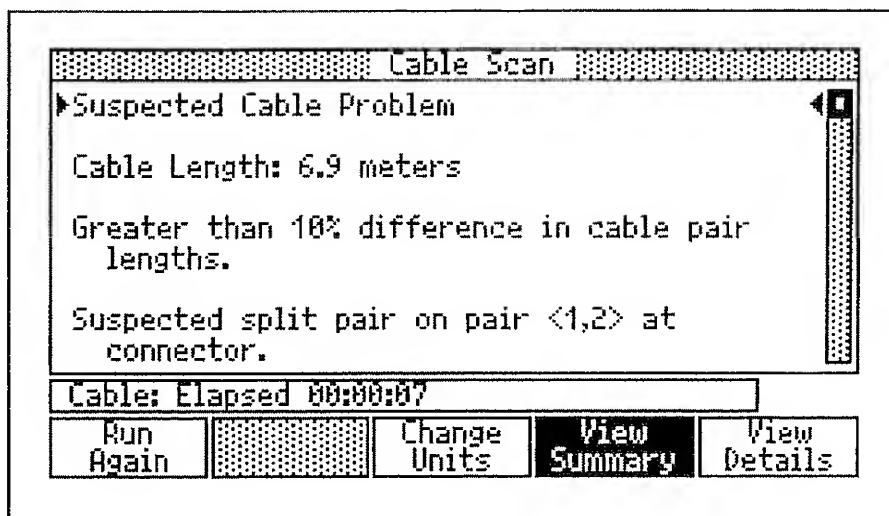 Cable Scan
Suspected Cable Problem
Cable Length: 6.9 meters
Greater than 10% difference in cable pair
lengths.
Suspected split pair on pair <1,2> at
connector.
Cable: Elapsed 00:00:07
Run Again
Change Units
View Summary
View Details